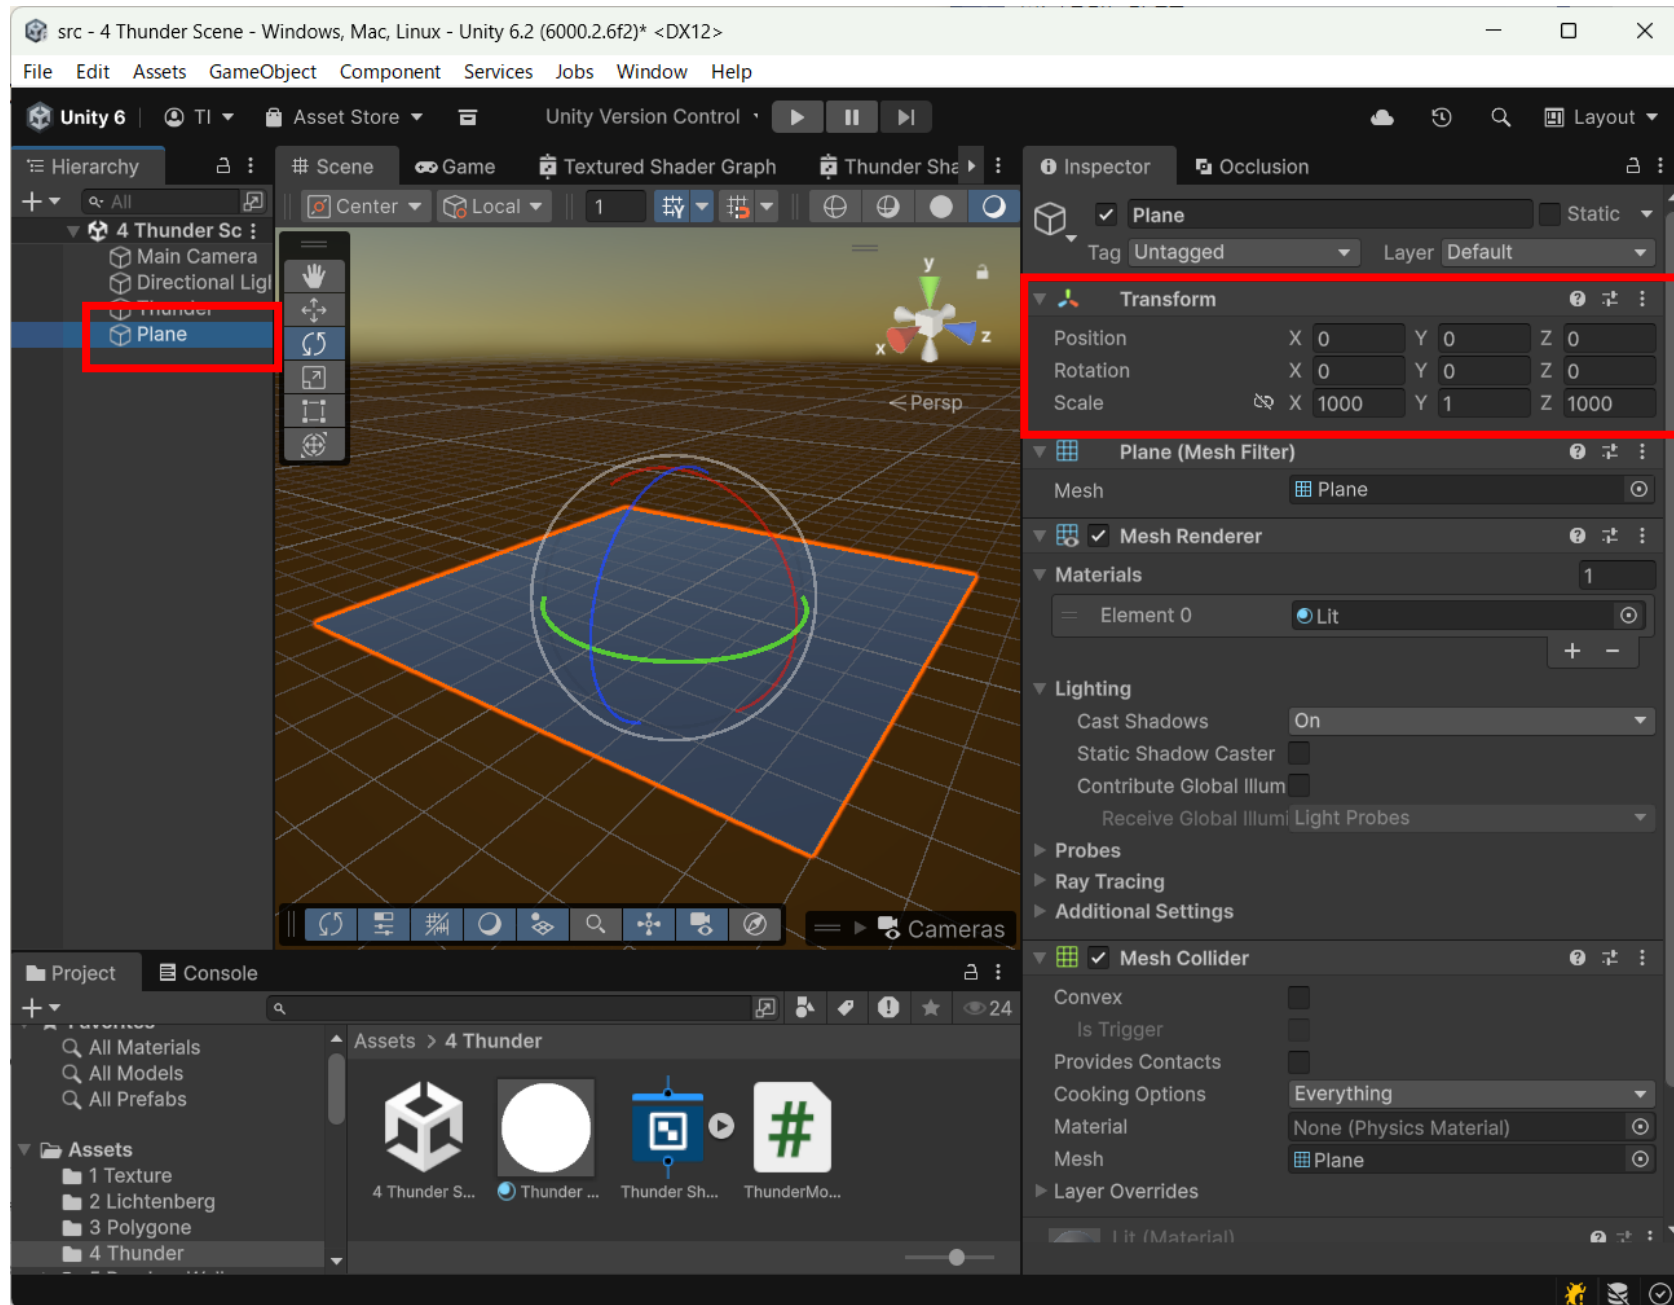 src - 4 Thunder Scene - Windows, Mac, Linux - Unity 6.2 (6000.2.6f2)* <DX12>
File Edit Assets GameObject Component Services Jobs Window Help
Unity 6 TI Asset Store Unity Version Control Layout
Hierarchy
All
4 Thunder Sc
Main Camera
Directional Ligl
Thunder
Plane
Scene Game Textured Shader Graph Thunder Sha
Center Local 1
y
x
z
Persp
Cameras
Inspector Occlusion
Plane Static
Tag Untagged Layer Default
Transform
Position X 0 Y 0 Z 0
Rotation X 0 Y 0 Z 0
Scale X 1000 Y 1 Z 1000
Plane (Mesh Filter)
Mesh Plane
Mesh Renderer
Materials 1
Element 0 Lit
Lighting
Cast Shadows On
Static Shadow Caster
Contribute Global Illum
Receive Global Illumi Light Probes
Probes
Ray Tracing
Additional Settings
Mesh Collider
Convex
Is Trigger
Provides Contacts
Cooking Options Everything
Material None (Physics Material)
Mesh Plane
Layer Overrides
Lit (Material)
Project Console
24
Favorites
All Materials
All Models
All Prefabs
Assets
1 Texture
2 Lichtenberg
3 Polygone
4 Thunder
Assets > 4 Thunder
4 Thunder S... Thunder ... Thunder Sh... ThunderMo...